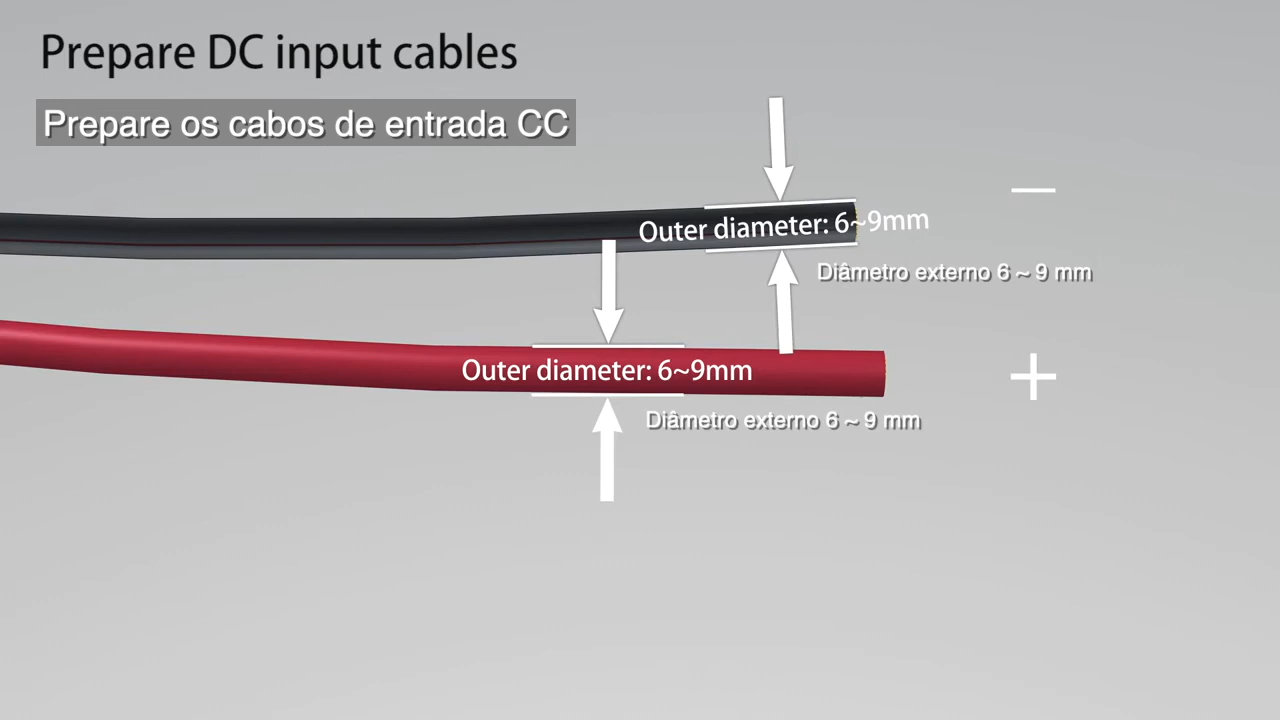 Prepare DC input cables
Prepare os cabos de entrada CC
Outer diameter: 6~9mm
−
Diâmetro externo 6 ~ 9 mm
Outer diameter: 6~9mm
+
Diâmetro externo 6 ~ 9 mm